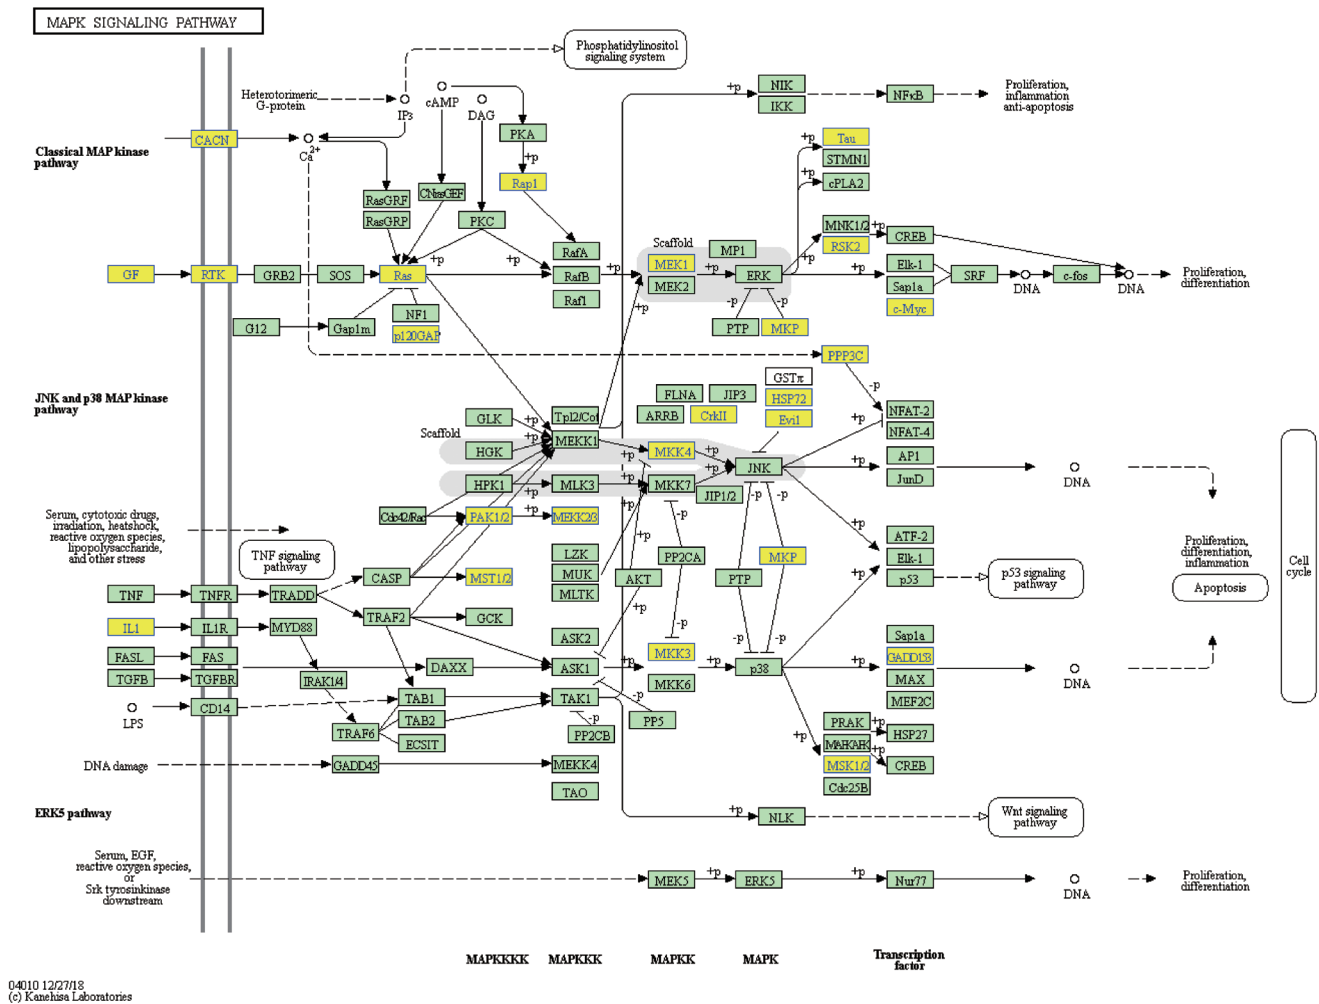 MAPK SIGNALING PATHWAY
Phosphatidylinositol
signaling system
Heterotorimeric
G-protein
IP3
cAMP
DAG
+p
NIK
IKK
NFκB
Proliferation,
inflammation
anti-apoptosis
Classical MAP kinase
pathway
CACN
Ca2+
PKA
+p
Rap1
+p
Tau
STMN1
+p
cPLA2
RasGRF
RasGRP
CNrasGEF
PKC
+p
MNK1/2
RSK2
+p
CREB
Scaffold
MP1
RafA
GF
RTK
GRB2
SOS
Ras
+p
+p
RafB
Raf1
+p
MEK1
MEK2
+p
ERK
+p
Elk-1
Sap1a
c-Myc
SRF
DNA
c-fos
DNA
Proliferation,
differentiation
G12
Gap1m
NF1
p120GAP
+p
-p
-p
PTP
MKP
PPP3C
-p
JNK and p38 MAP kinase
pathway
GSTπ
HSP72
Evi1
FLNA
JIP3
ARRB
CrkII
NFAT-2
NFAT-4
+p
GLK
+p
Tpl2/Cot
Scaffold
HGK
+p
MEKK1
+p
MKK4
+p
JNK
+p
AP1
JunD
DNA
HPK1
+p
+p
MLK3
+p
MKK7
+p
JIP1/2
-p
-p
Cdc42/Rac
PAK1/2
+p
MEKK2/3
+p
-p
+p
Serum, cytotoxic drugs,
irradiation, heatshock,
reactive oxygen species,
lipopolysaccharide,
and other stress
TNF signaling
pathway
LZK
MUK
MLTK
+p
PP2CA
MKP
AKT
PTP
ATF-2
Elk-1
p53
p53 signaling
pathway
Proliferation,
differentiation,
inflammation
Apoptosis
Cell
cycle
CASP
MST1/2
TNF
TNFR
TRADD
TRAF2
GCK
+p
+p
IL1
IL1R
MYD88
ASK2
-p
-p
-p
MKK3
MKK6
FASL
FAS
DAXX
ASK1
+p
+p
p38
+p
Sap1a
GADD153
MAX
MEF2C
DNA
TGFB
TGFBR
IRAK1/4
TAB1
TAK1
-p
LPS
CD14
TAB2
TRAF6
ECSIT
-p
PP2CB
PP5
+p
PRAK
+p
MAPKAPK
+p
MSK1/2
Cdc25B
HSP27
CREB
DNA damage
GADD45
MEKK4
TAO
ERK5 pathway
+p
NLK
Wnt signaling
pathway
Serum, EGF,
reactive oxygen species,
or
Srk tyrosinkinase
downstream
MEK5
+p
ERK5
+p
Nur77
DNA
Proliferation,
differentiation
MAPKKKK
MAPKKK
MAPKK
MAPK
Transcription
factor
04010 12/27/18
(c) Kanehisa Laboratories